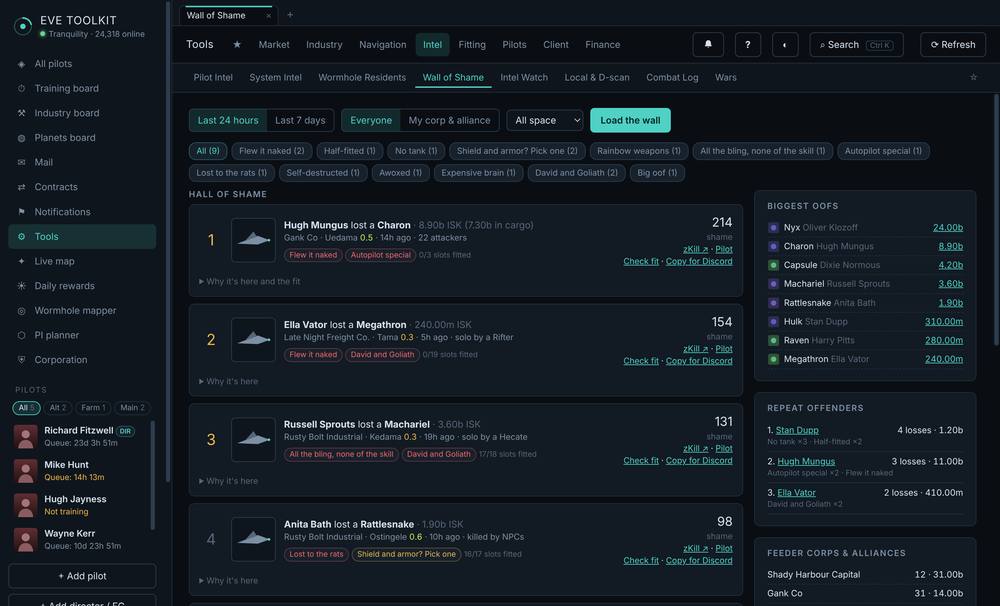 EVE TOOLKIT
Tranquility · 24,318 online
All pilots
Training board
Industry board
Planets board
Mail
Contracts
Notifications
Tools
Live map
Daily rewards
Wormhole mapper
PI planner
Corporation
PILOTS
All 5 Alt 2 Farm 1 Main 2
Richard Fitzwell DIR
Queue: 23d 3h 51m
Mike Hunt
Queue: 14h 13m
Hugh Jayness
Not training
Wayne Kerr
Queue: 10d 23h 51m
+ Add pilot
+ Add director / FC
Wall of Shame × +
Tools ★ Market Industry Navigation Intel Fitting Pilots Client Finance ? Search Ctrl K ⟳ Refresh
Pilot Intel System Intel Wormhole Residents Wall of Shame Intel Watch Local & D-scan Combat Log Wars ☆
Last 24 hours Last 7 days Everyone My corp & alliance All space Load the wall
All (9) Flew it naked (2) Half-fitted (1) No tank (1) Shield and armor? Pick one (2) Rainbow weapons (1) All the bling, none of the skill (1) Autopilot special (1)
Lost to the rats (1) Self-destructed (1) Awoxed (1) Expensive brain (1) David and Goliath (2) Big oof (1)
HALL OF SHAME
1
Hugh Mungus lost a Charon · 8.90b ISK (7.30b in cargo)
Gank Co · Uedama 0.5 · 14h ago · 22 attackers
Flew it naked Autopilot special 0/3 slots fitted
214
shame
zKill ↗ · Pilot
Check fit · Copy for Discord
▶ Why it's here and the fit
2
Ella Vator lost a Megathron · 240.00m ISK
Late Night Freight Co. · Tama 0.3 · 5h ago · solo by a Rifter
Flew it naked David and Goliath 0/19 slots fitted
154
shame
zKill ↗ · Pilot
Check fit · Copy for Discord
▶ Why it's here
3
Russell Sprouts lost a Machariel · 3.60b ISK
Rusty Bolt Industrial · Kedama 0.3 · 19h ago · solo by a Hecate
All the bling, none of the skill David and Goliath 17/18 slots fitted
131
shame
zKill ↗ · Pilot
Check fit · Copy for Discord
▶ Why it's here
4
Anita Bath lost a Rattlesnake · 1.90b ISK
Rusty Bolt Industrial · Ostingele 0.6 · 10h ago · killed by NPCs
Lost to the rats Shield and armor? Pick one 16/17 slots fitted
98
shame
zKill ↗ · Pilot
Check fit · Copy for Discord
▶ Why it's here
BIGGEST OOFS
Nyx Oliver Klozoff 24.00b
Charon Hugh Mungus 8.90b
Capsule Dixie Normous 4.20b
Machariel Russell Sprouts 3.60b
Rattlesnake Anita Bath 1.90b
Hulk Stan Dupp 310.00m
Raven Harry Pitts 280.00m
Megathron Ella Vator 240.00m
REPEAT OFFENDERS
1. Stan Dupp 4 losses · 1.20b
No tank ×3 · Half-fitted ×2
2. Hugh Mungus 3 losses · 11.00b
Autopilot special ×2 · Flew it naked
3. Ella Vator 2 losses · 410.00m
David and Goliath ×2
FEEDER CORPS & ALLIANCES
Shady Harbour Capital 12 · 31.00b
Gank Co 31 · 14.00b